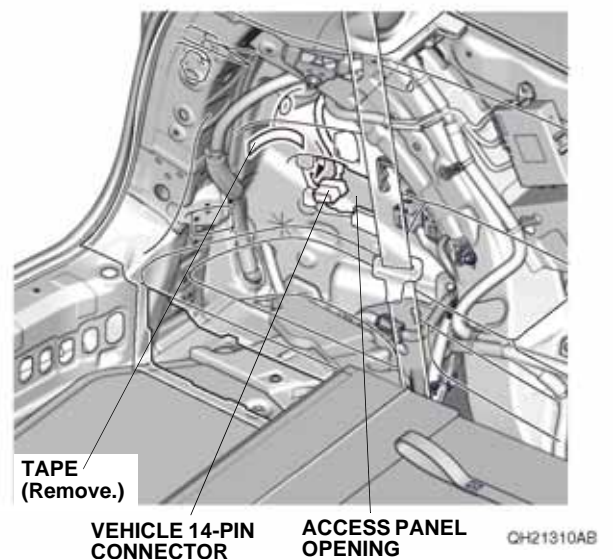 TAPE
(Remove.)
VEHICLE 14-PIN
CONNECTOR
ACCESS PANEL
OPENING
QH21310AB